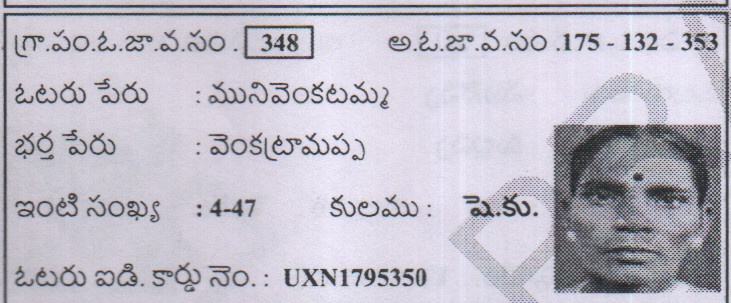 గ్రా.పం.ఓ.జా.వ.సం. 348 అ.ఓ.జా.వ.సం .175 - 132 - 353
ఓటరు పేరు : మునివెంకటమ్మ
భర్త పేరు : వెంకట్రామప్ప
ఇంటి సంఖ్య : 4-47 కులము : షె.కు.
ఓటరు ఐడి. కార్డు నెం. : UXN1795350